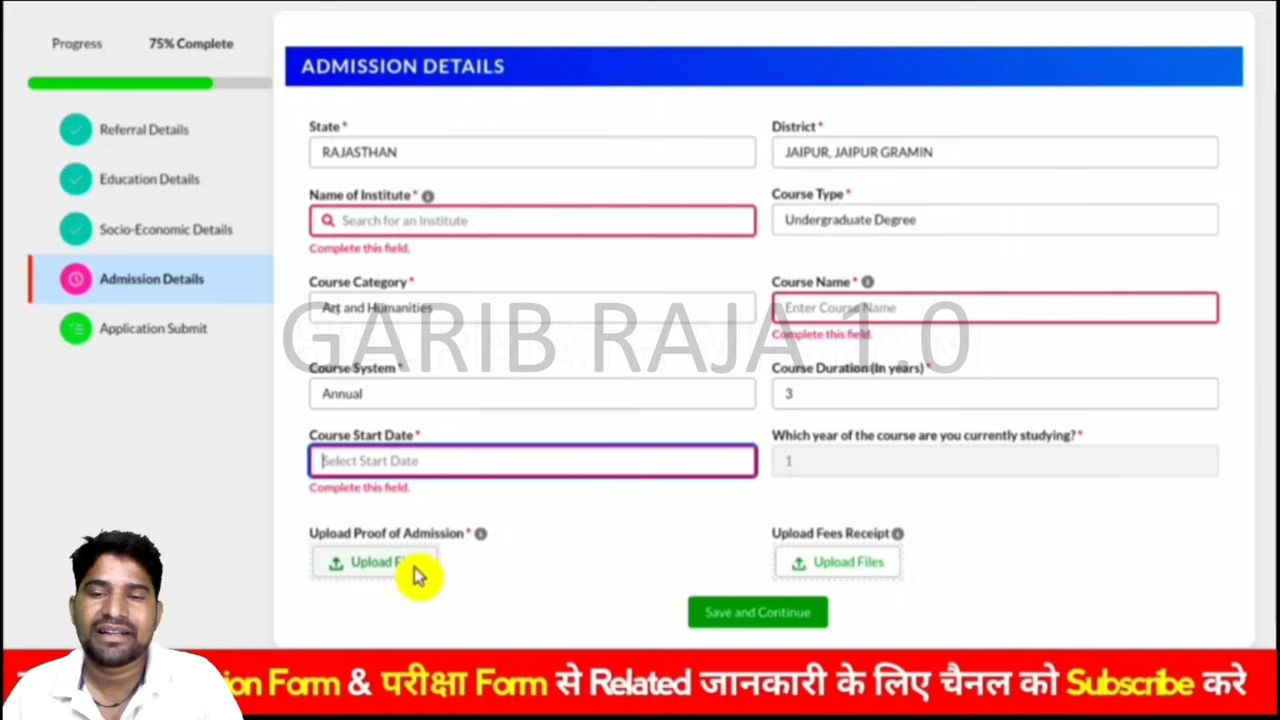 Progress 75% Complete
Referral Details
Education Details
Socio-Economic Details
Admission Details
Application Submit
ADMISSION DETAILS
State * District *
RAJASTHAN JAIPUR, JAIPUR GRAMIN
Name of Institute * Course Type *
Search for an Institute Undergraduate Degree
Complete this field.
Course Category * Course Name *
Art and Humanities Enter Course Name
Complete this field.
GARIB RAJA 1.0
Course System * Course Duration (In years) *
Annual 3
Course Start Date * Which year of the course are you currently studying? *
Select Start Date 1
Complete this field.
Upload Proof of Admission * Upload Fees Receipt
Upload Upload Files
Save and Continue
Form & परीक्षा Form से Related जानकारी के लिए चैनल को Subscribe करे